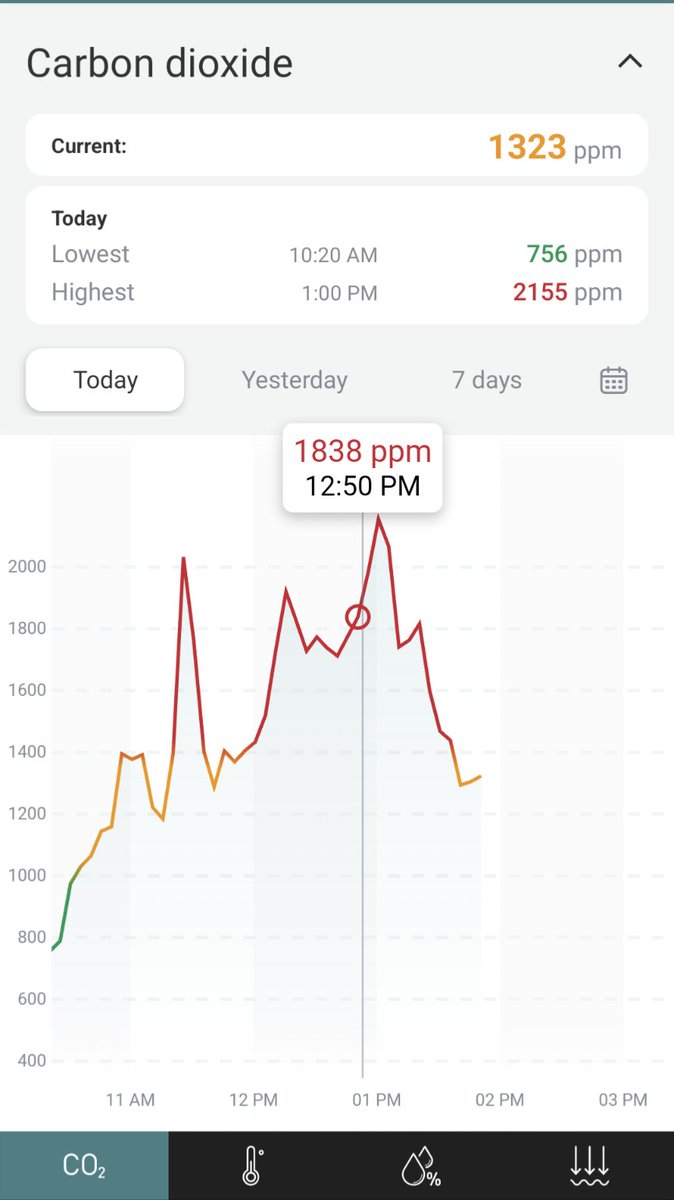 Carbon dioxide
Current: 1323 ppm
Today
Lowest 10:20 AM 756 ppm
Highest 1:00 PM 2155 ppm
Today Yesterday 7 days
1838 ppm
12:50 PM
2000
1800
1600
1400
1200
1000
800
600
400
11 AM 12 PM 01 PM 02 PM 03 PM
CO₂ %